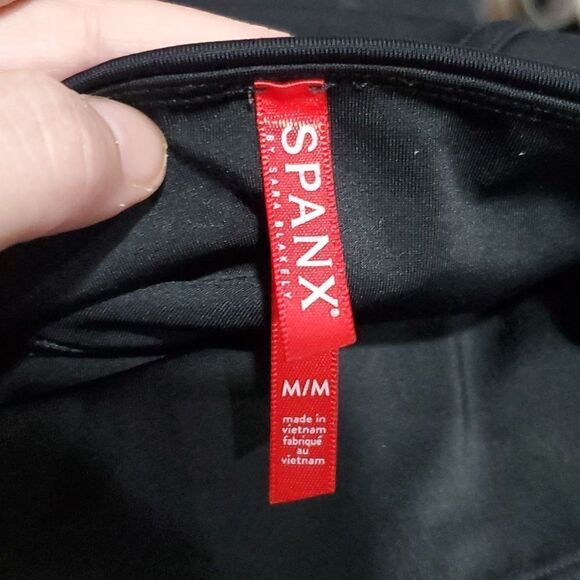 SPANX®
BY SARA BLAKELY
M/M
made in
vietnam
fabriqué
au
vietnam